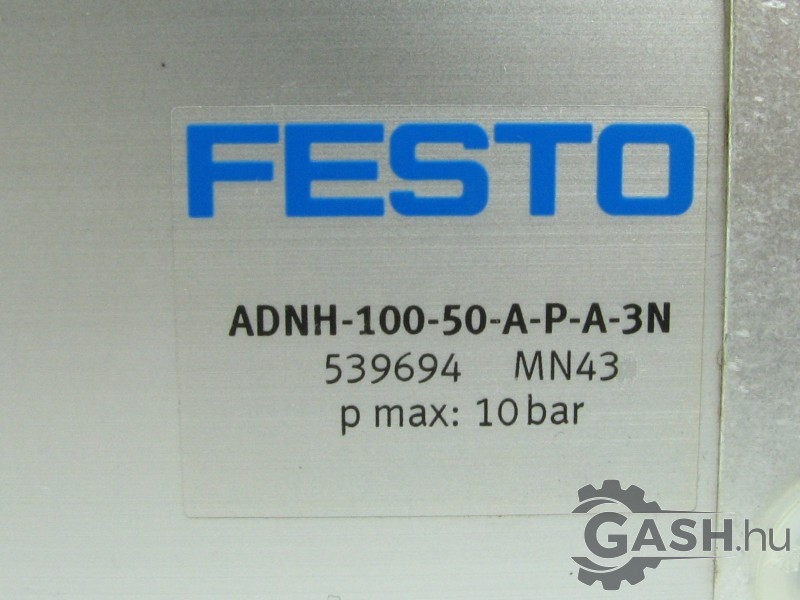 FESTO
ADNH-100-50-A-P-A-3N
539694 MN43
p max: 10 bar
GASH.hu